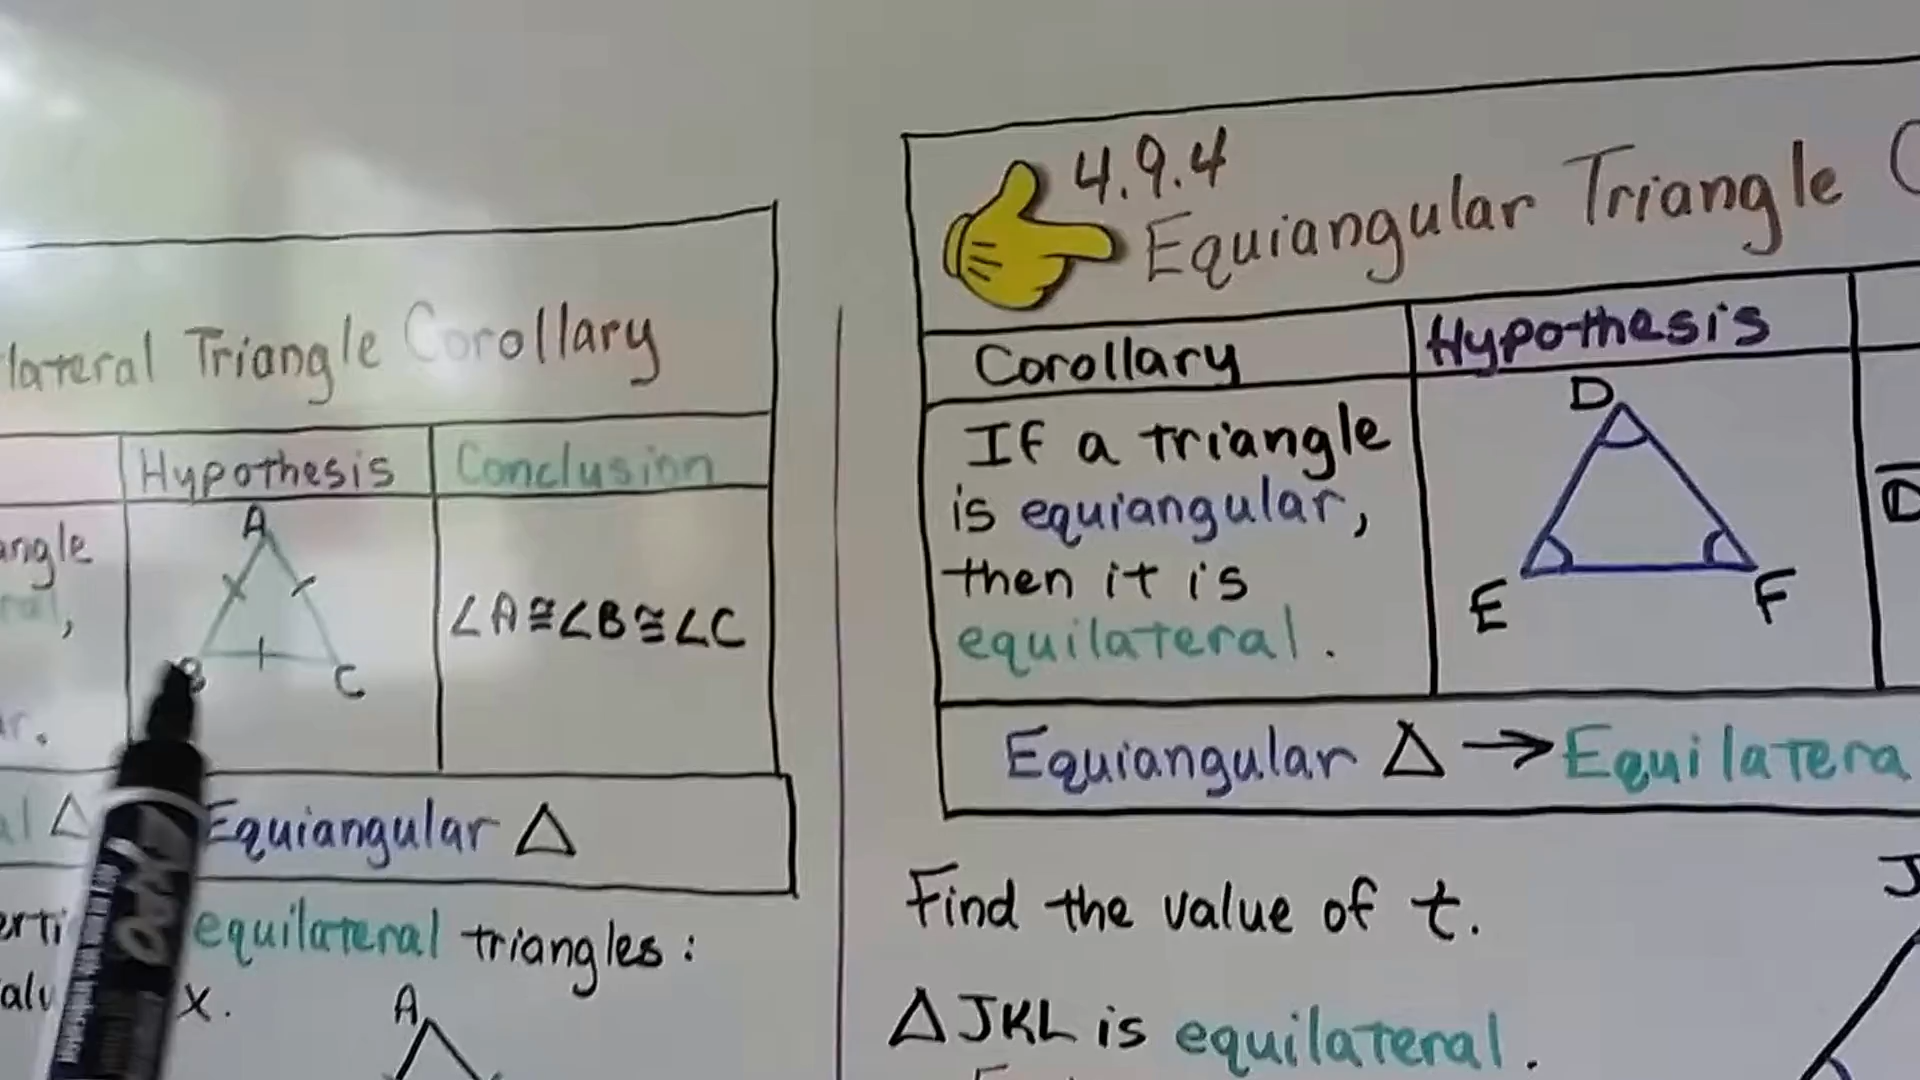 lateral Triangle Corollary
Hypothesis
Conclusion
angle
A
B
C
∠A≅∠B≅∠C
Equiangular △
equilateral triangles:
x.
A
EXPO
4.9.4
Equiangular Triangle
Corollary
Hypothesis
If a triangle
is equiangular,
then it is
equilateral.
D
E
F
D
Equiangular △ → Equilatera
Find the value of t.
△JKL is equilateral.
J